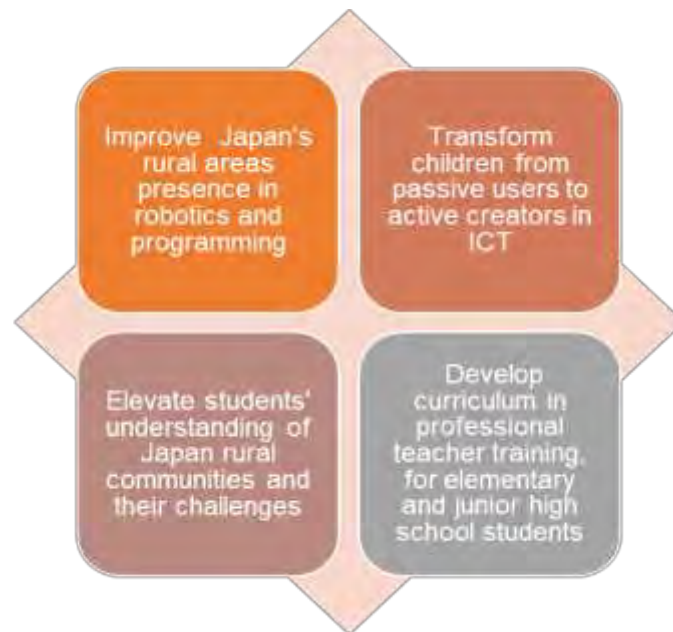 Improve Japan's
rural areas
presence in
robotics and
programming
Transform
children from
passive users to
active creators in
ICT
Elevate students'
understanding of
Japan rural
communities and
their challenges
Develop
curriculum in
professional
teacher training,
for elementary
and junior high
school students